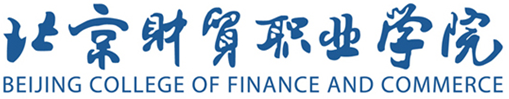 北京财贸职业学院
BEIJING COLLEGE OF FINANCE AND COMMERCE